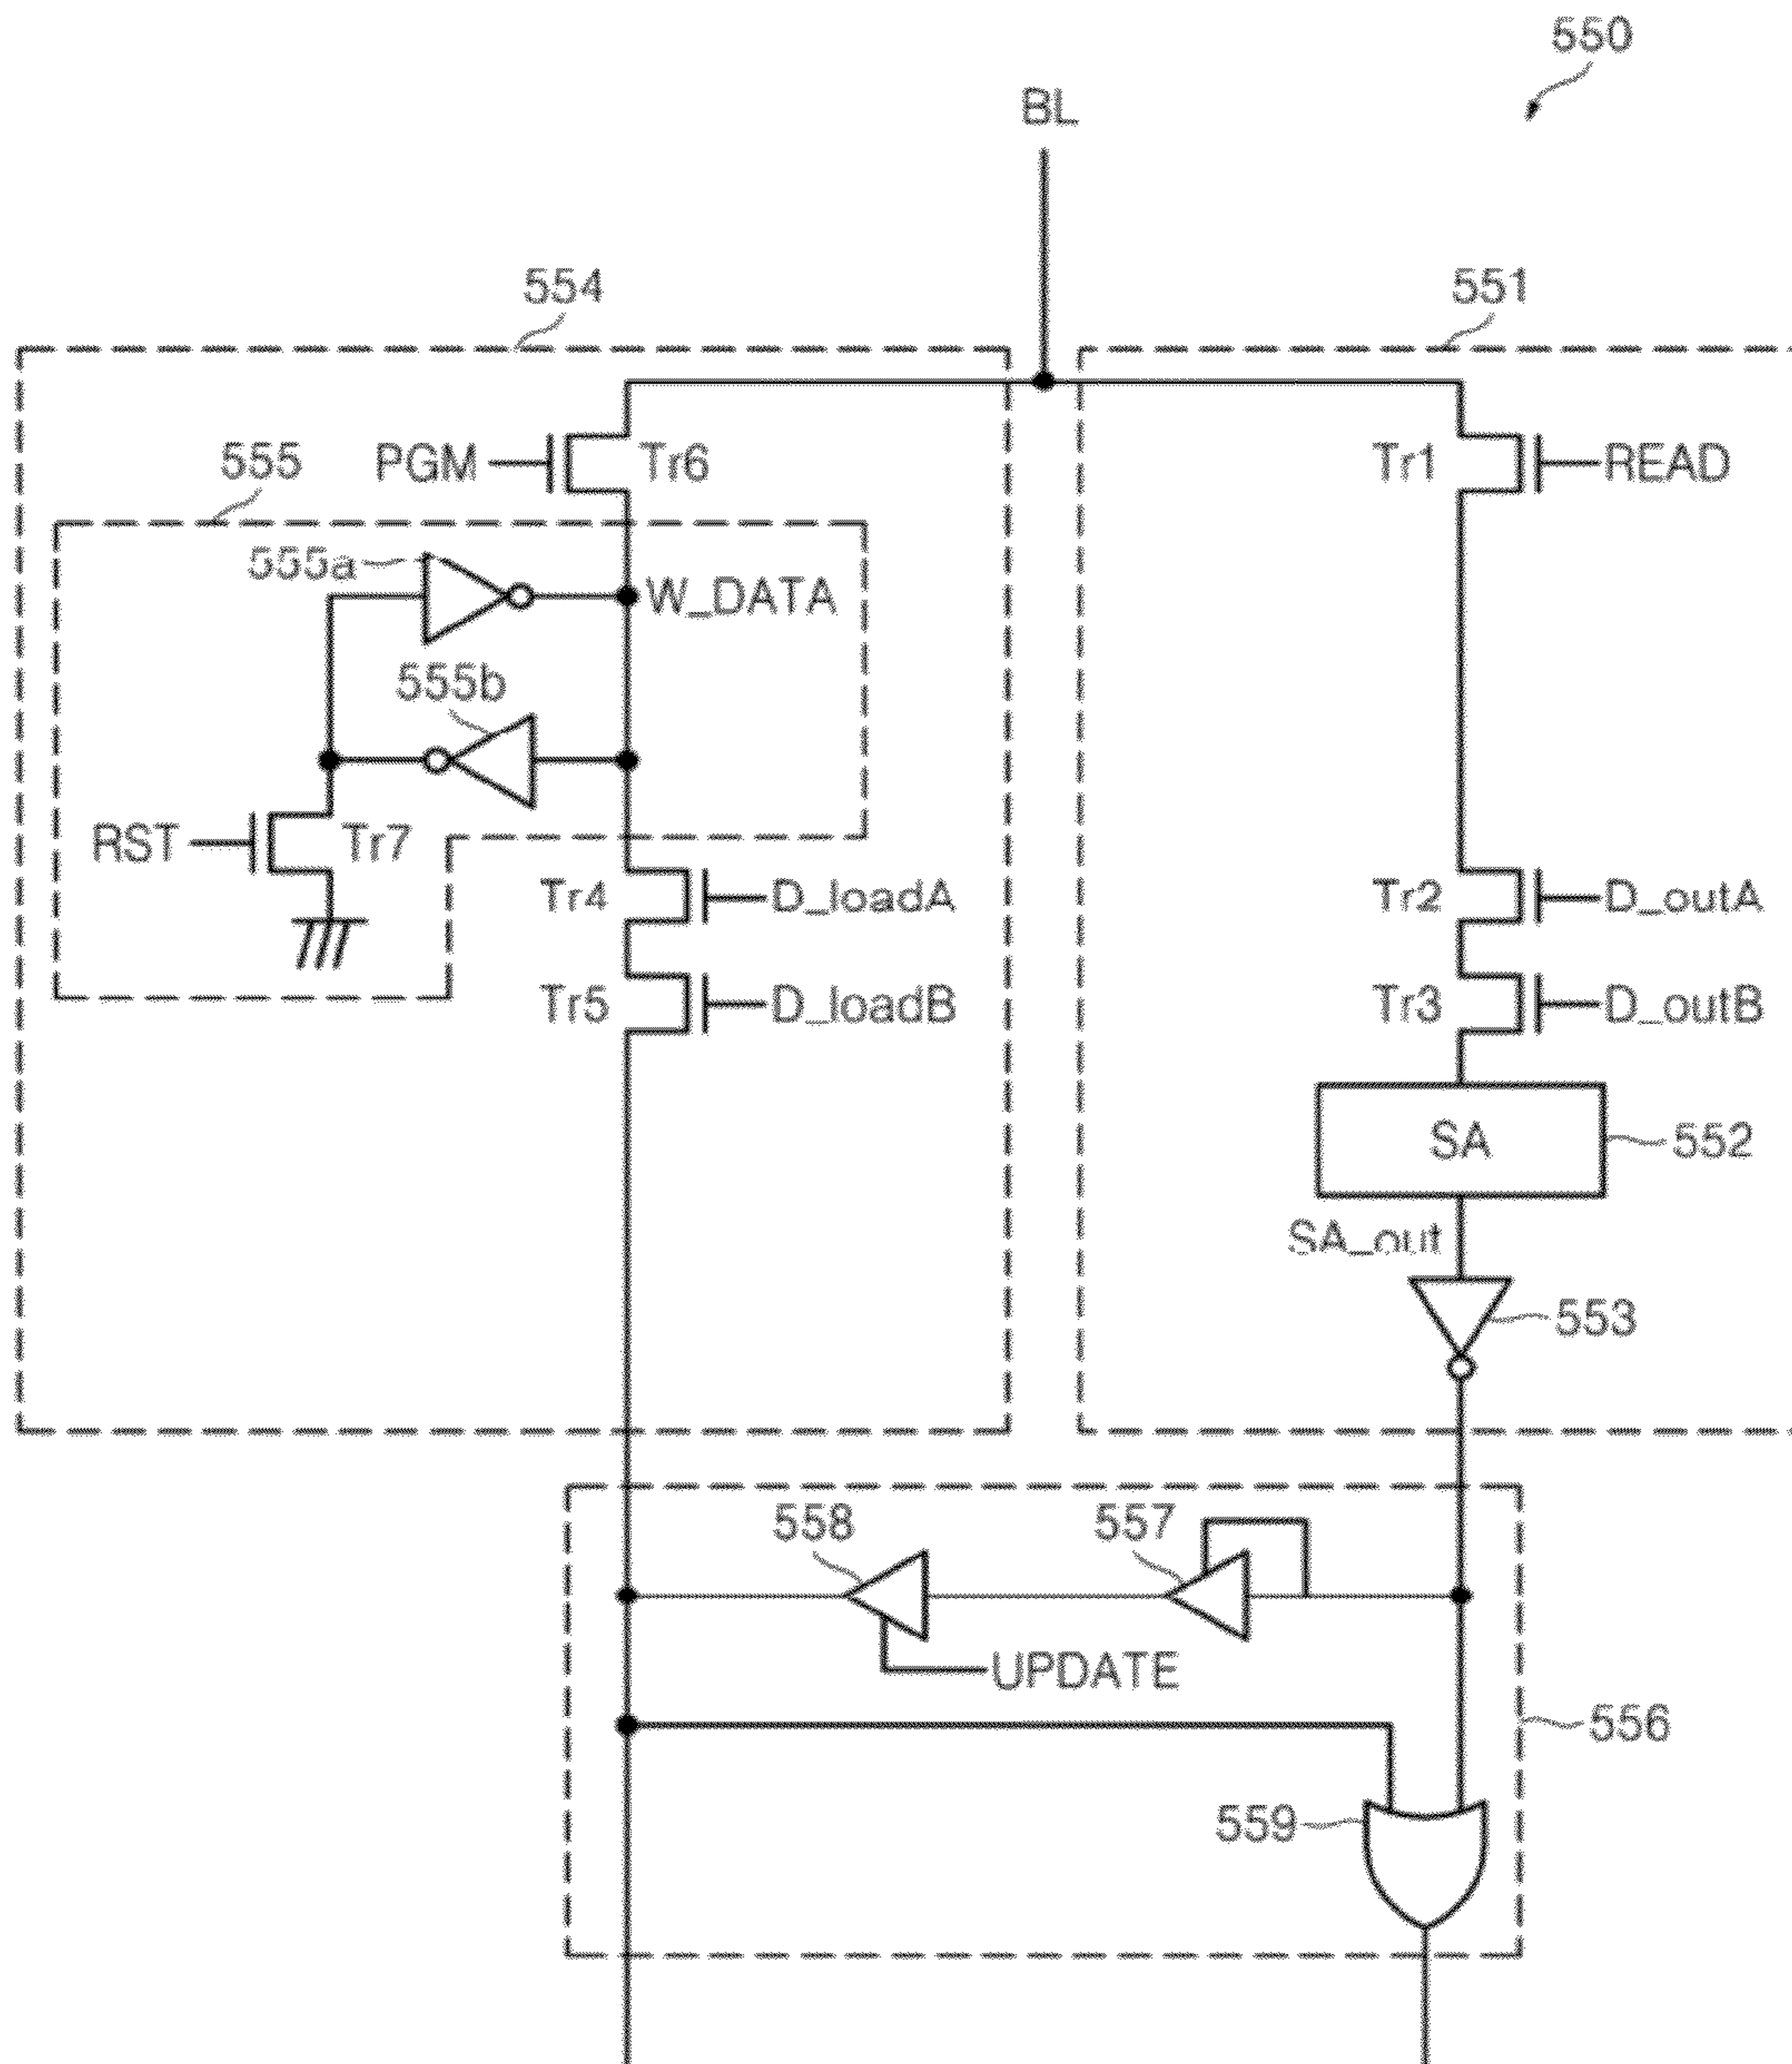 550
BL
554
551
555
PGM
Tr6
Tr1
READ
555a
W_DATA
555b
RST
Tr7
Tr4
D_loadA
Tr2
D_outA
Tr5
D_loadB
Tr3
D_outB
SA
552
SA_out
553
558
557
UPDATE
556
559